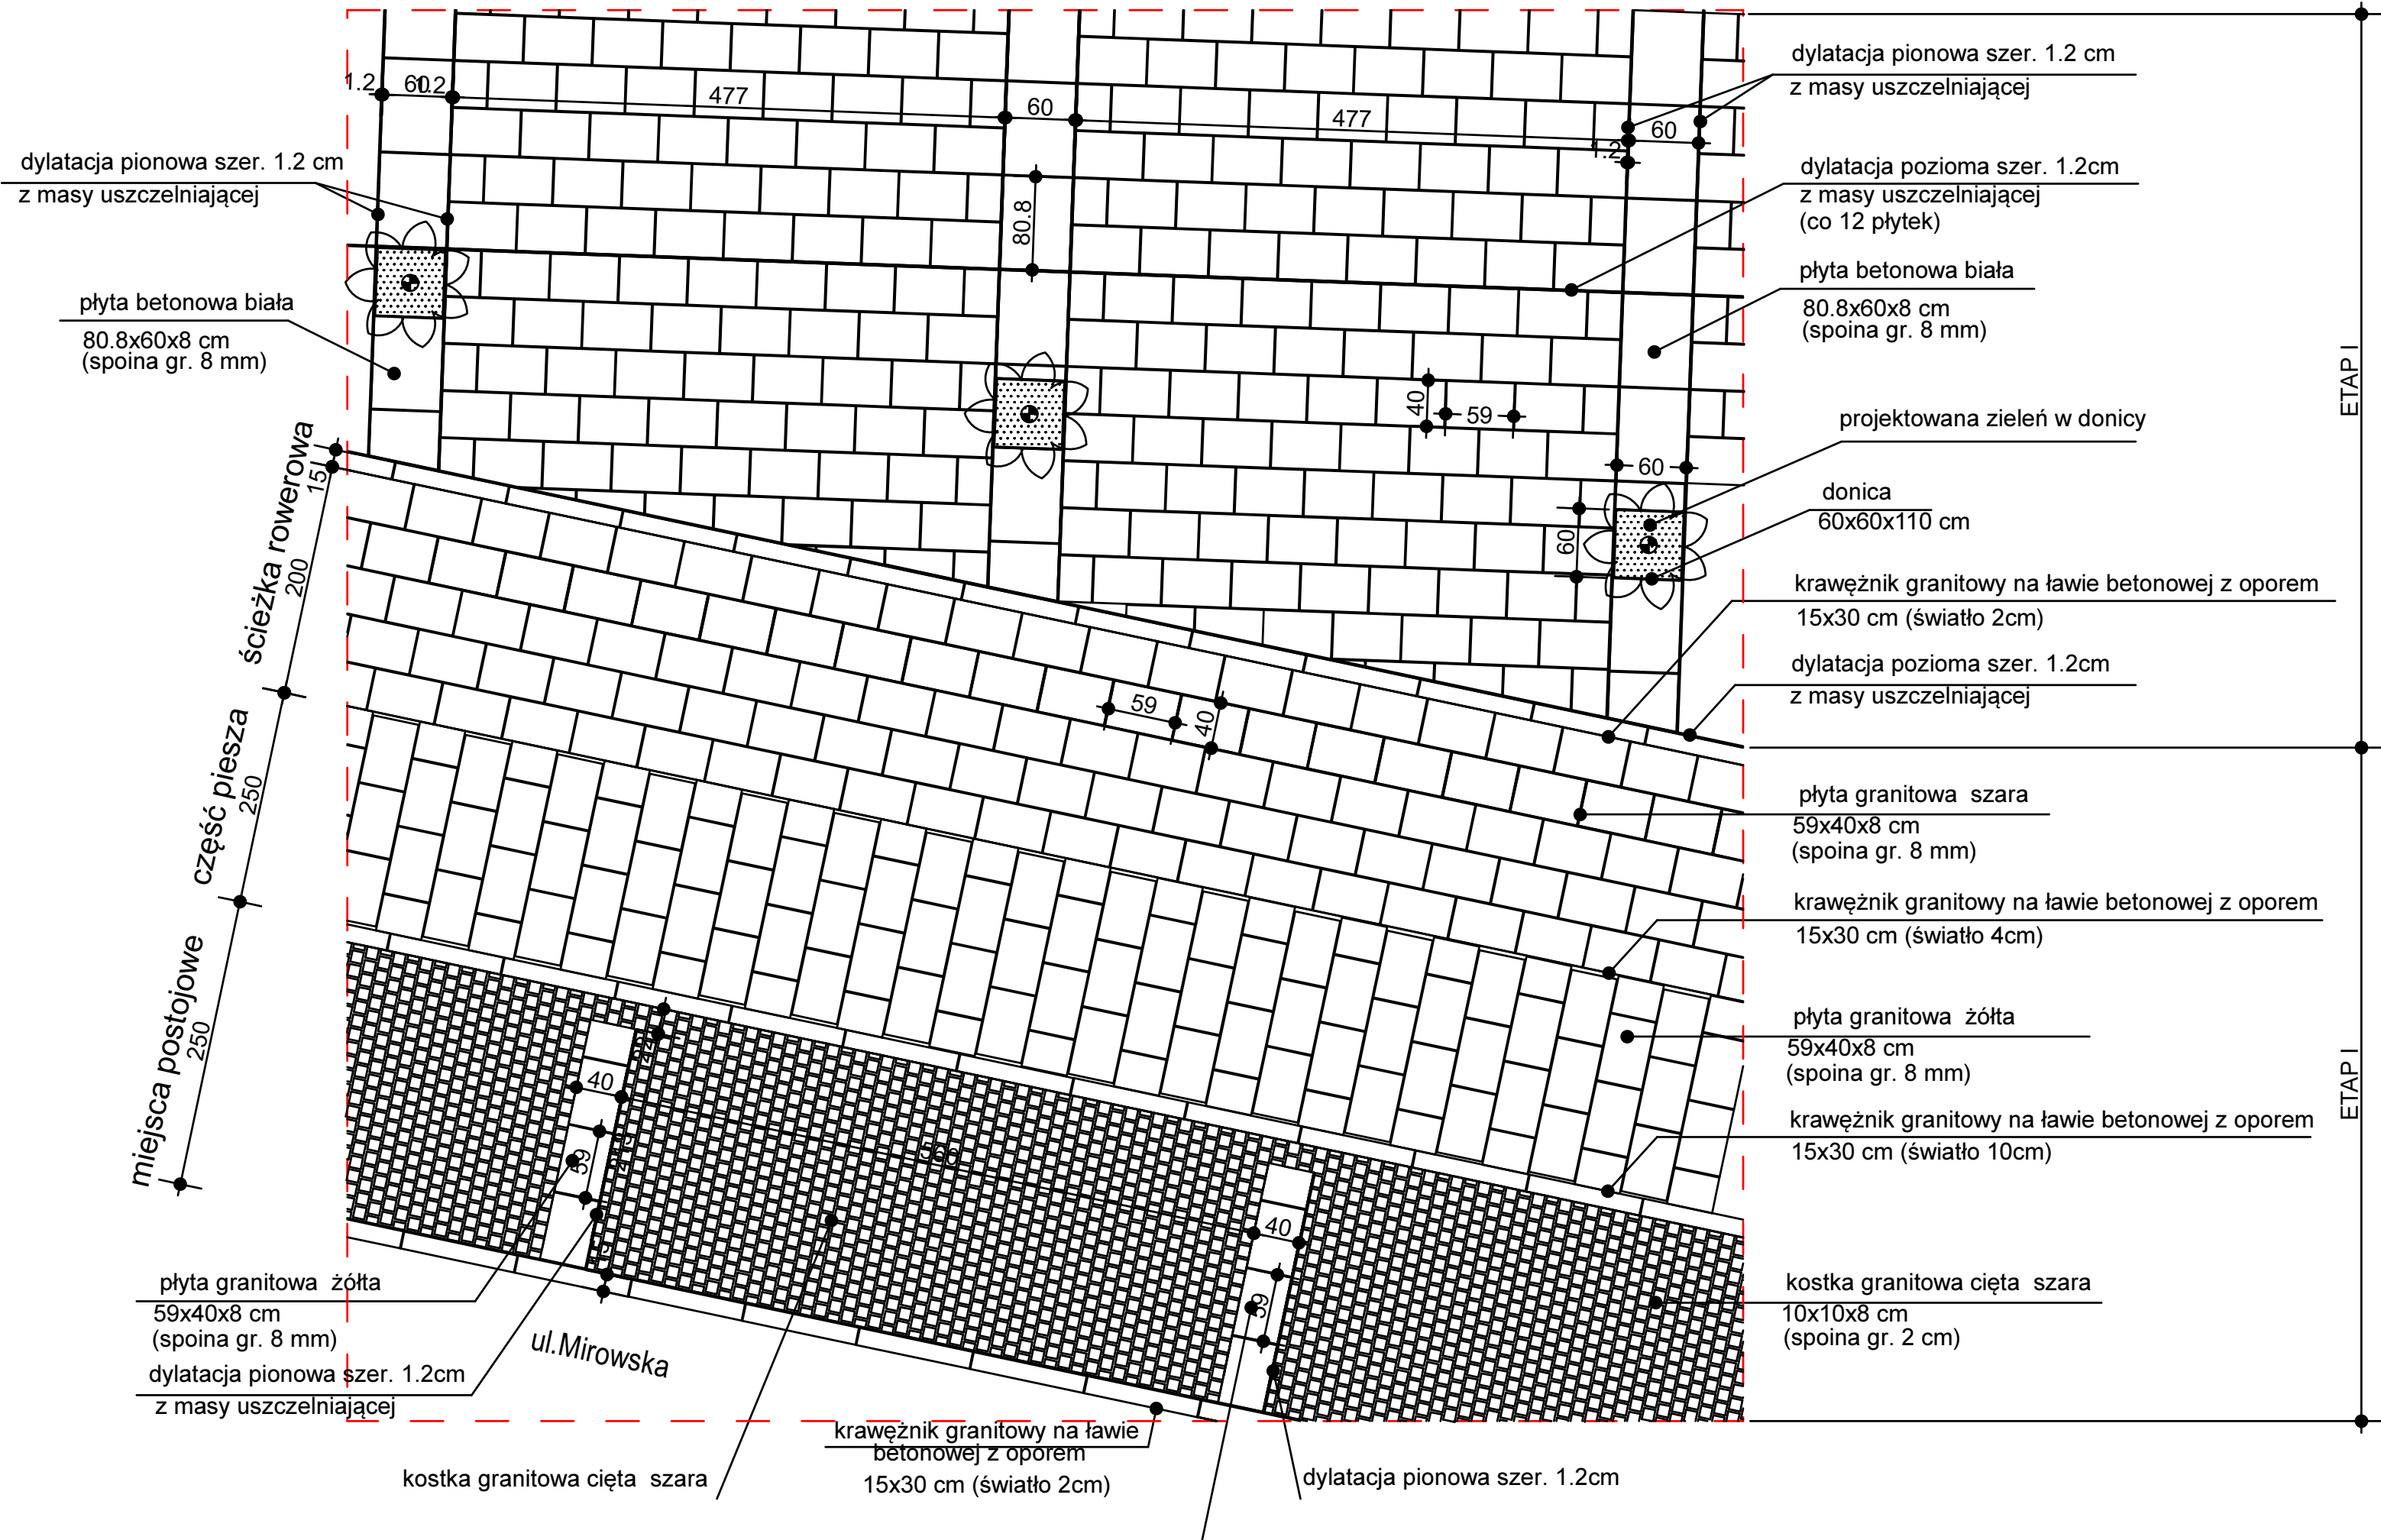 dylatacja pionowa szer. 1.2 cm
z masy uszczelniającej
1.2
60
1.2
477
60
477
60
1.2
dylatacja pionowa szer. 1.2 cm
z masy uszczelniającej
dylatacja pozioma szer. 1.2cm
z masy uszczelniającej
(co 12 płytek)
80.8
płyta betonowa biała
80.8x60x8 cm
(spoina gr. 8 mm)
płyta betonowa biała
80.8x60x8 cm
(spoina gr. 8 mm)
ETAP I
40
59
projektowana zieleń w donicy
60
donica
60x60x110 cm
60
15
ścieżka rowerowa
200
krawężnik granitowy na ławie betonowej z oporem
15x30 cm (światło 2cm)
dylatacja pozioma szer. 1.2cm
z masy uszczelniającej
59
40
część piesza
250
płyta granitowa szara
59x40x8 cm
(spoina gr. 8 mm)
krawężnik granitowy na ławie betonowej z oporem
15x30 cm (światło 4cm)
miejsca postojowe
250
płyta granitowa żółta
59x40x8 cm
(spoina gr. 8 mm)
ETAP I
krawężnik granitowy na ławie betonowej z oporem
15x30 cm (światło 10cm)
40
59
560
40
59
15
płyta granitowa żółta
59x40x8 cm
(spoina gr. 8 mm)
kostka granitowa cięta szara
10x10x8 cm
(spoina gr. 2 cm)
ul.Mirowska
dylatacja pionowa szer. 1.2cm
z masy uszczelniającej
krawężnik granitowy na ławie
betonowej z oporem
15x30 cm (światło 2cm)
kostka granitowa cięta szara
dylatacja pionowa szer. 1.2cm